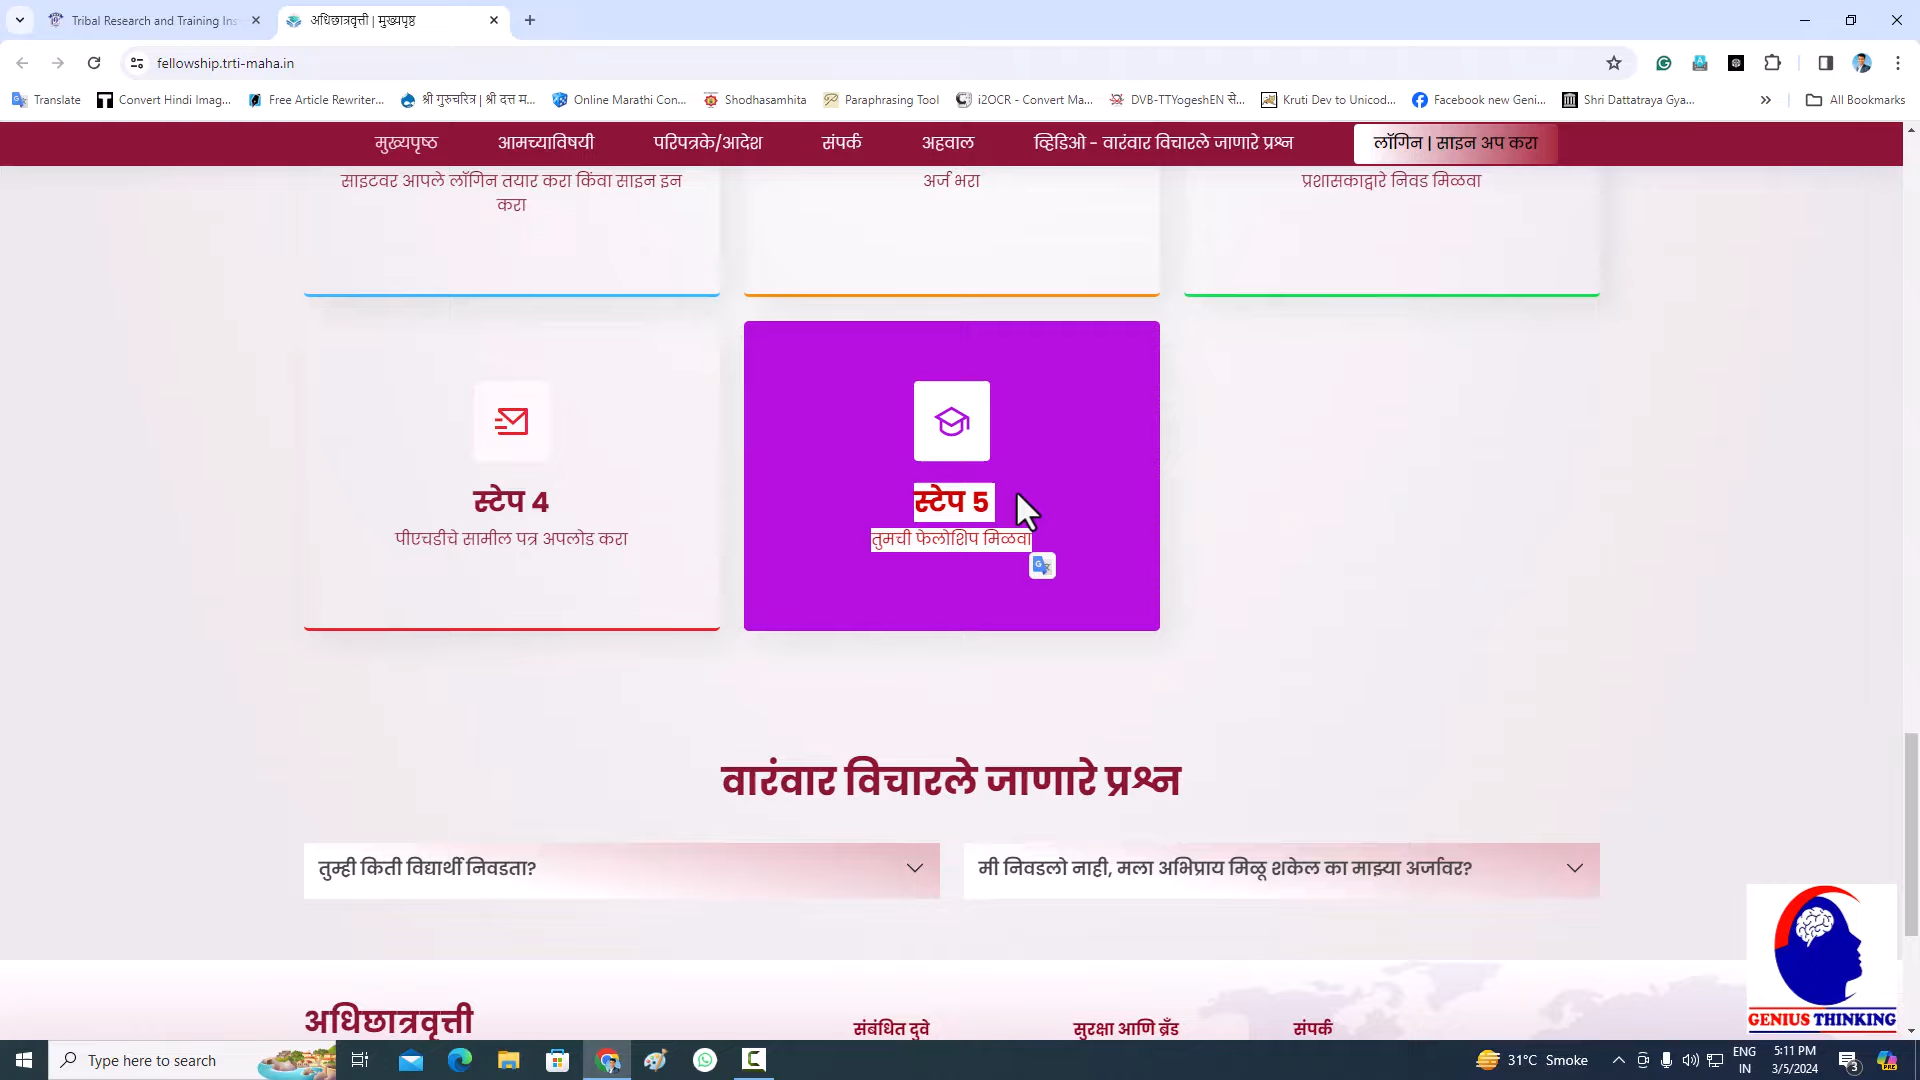 Tribal Research and Training Ins
अधिछात्रवृत्ती | मुख्यपृष्ठ
fellowship.trti-maha.in
Translate
Convert Hindi Imag...
Free Article Rewriter...
श्री गुरुचरित्र | श्री दत्त म...
Online Marathi Con...
Shodhasamhita
Paraphrasing Tool
i2OCR - Convert Ma...
DVB-TTYogeshEN से...
Kruti Dev to Unicod...
Facebook new Geni...
Shri Dattatraya Gya...
All Bookmarks
मुख्यपृष्ठ
आमच्याविषयी
परिपत्रके/आदेश
संपर्क
अहवाल
व्हिडिओ - वारंवार विचारले जाणारे प्रश्न
लॉगिन | साइन अप करा
साइटवर आपले लॉगिन तयार करा किंवा साइन इन
करा
अर्ज भरा
प्रशासकाद्वारे निवड मिळवा
स्टेप 4
पीएचडीचे सामील पत्र अपलोड करा
स्टेप 5
तुमची फेलोशिप मिळवा
वारंवार विचारले जाणारे प्रश्न
तुम्ही किती विद्यार्थी निवडता?
मी निवडलो नाही, मला अभिप्राय मिळू शकेल का माझ्या अर्जावर?
GENIUS THINKING
अधिछात्रवृत्ती
संबंधित दुवे
सुरक्षा आणि ब्रँड
संपर्क
Type here to search
31°C Smoke
ENG
IN
5:11 PM
3/5/2024
3